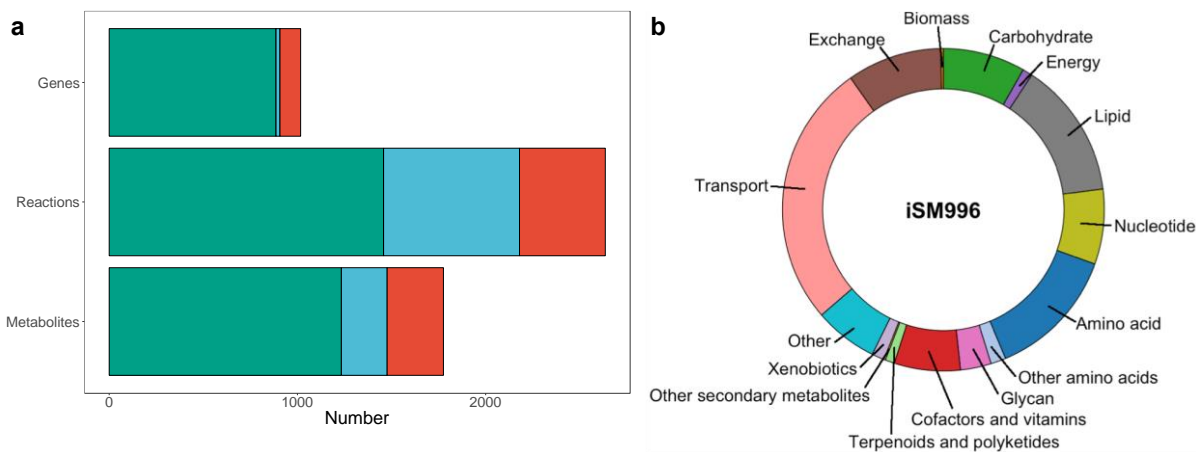 a
Genes
Reactions
Metabolites
0
1000
2000
Number
b
Biomass
Exchange
Carbohydrate
Energy
Lipid
Transport
iSM996
Nucleotide
Amino acid
Other
Xenobiotics
Other amino acids
Other secondary metabolites
Glycan
Cofactors and vitamins
Terpenoids and polyketides